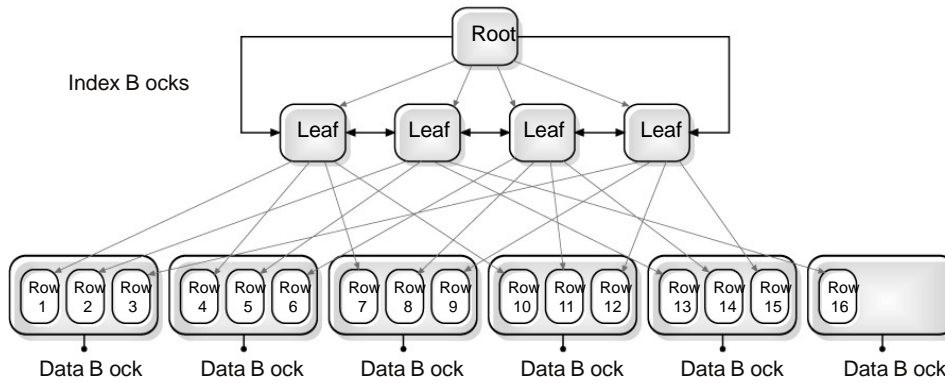 Root
Index B ocks
Leaf Leaf Leaf Leaf
Row Row Row Row Row Row Row Row Row Row Row Row Row Row Row Row
1 2 3 4 5 6 7 8 9 10 11 12 13 14 15 16
Data B ock Data B ock Data B ock Data B ock Data B ock Data B ock